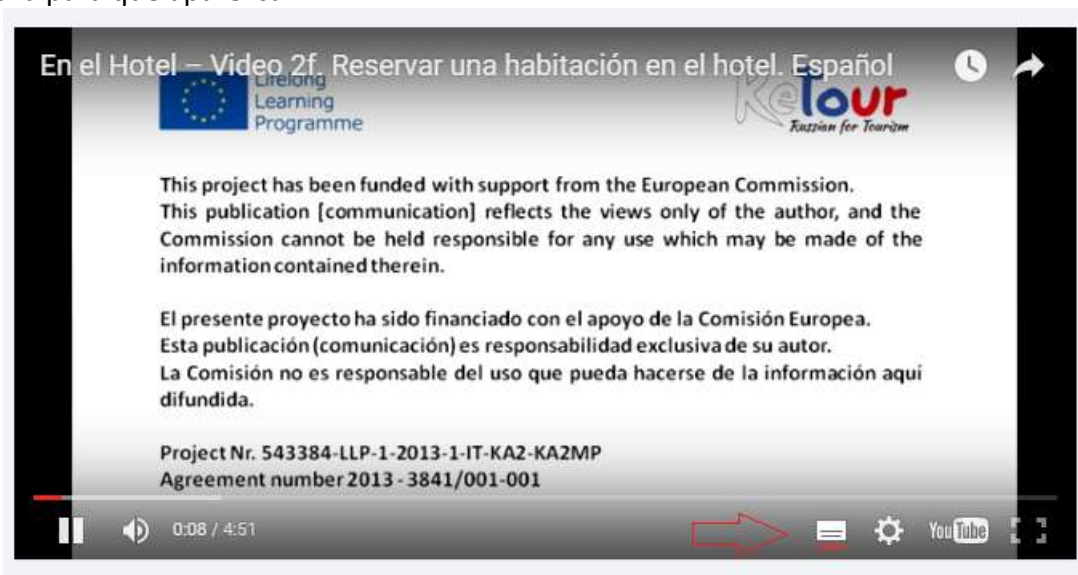 En el Hotel – Video 2f. Reservar una habitación en el hotel. Español
Lifelong
Learning
Programme
KeTour
Russian for Tourism
This project has been funded with support from the European Commission.
This publication [communication] reflects the views only of the author, and the
Commission cannot be held responsible for any use which may be made of the
information contained therein.
El presente proyecto ha sido financiado con el apoyo de la Comisión Europea.
Esta publicación (comunicación) es responsabilidad exclusiva de su autor.
La Comisión no es responsable del uso que pueda hacerse de la información aquí
difundida.
Project Nr. 543384-LLP-1-2013-1-IT-KA2-KA2MP
Agreement number 2013 - 3841/001-001
0:08 / 4:51
YouTube